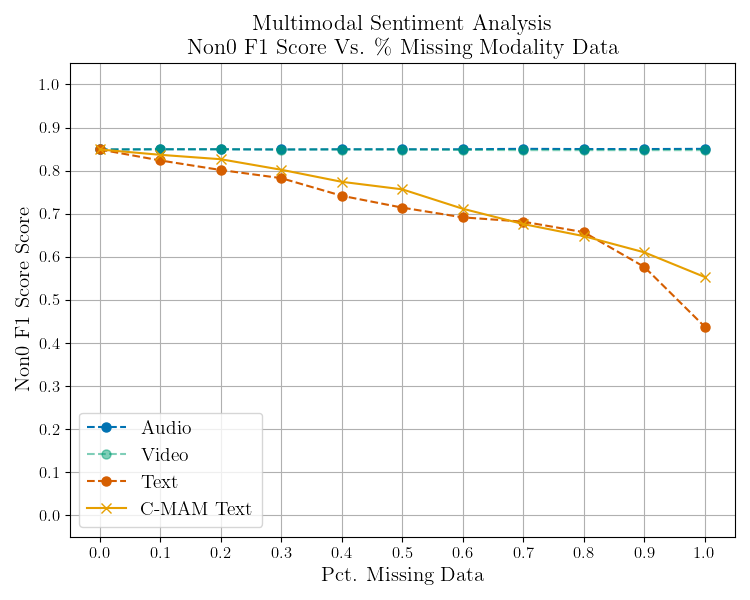 Multimodal Sentiment Analysis
Non0 F1 Score Vs. % Missing Modality Data
Non0 F1 Score Score
1.0
0.9
0.8
0.7
0.6
0.5
0.4
0.3
0.2
0.1
0.0
Audio
Video
Text
C-MAM Text
0.0 0.1 0.2 0.3 0.4 0.5 0.6 0.7 0.8 0.9 1.0
Pct. Missing Data